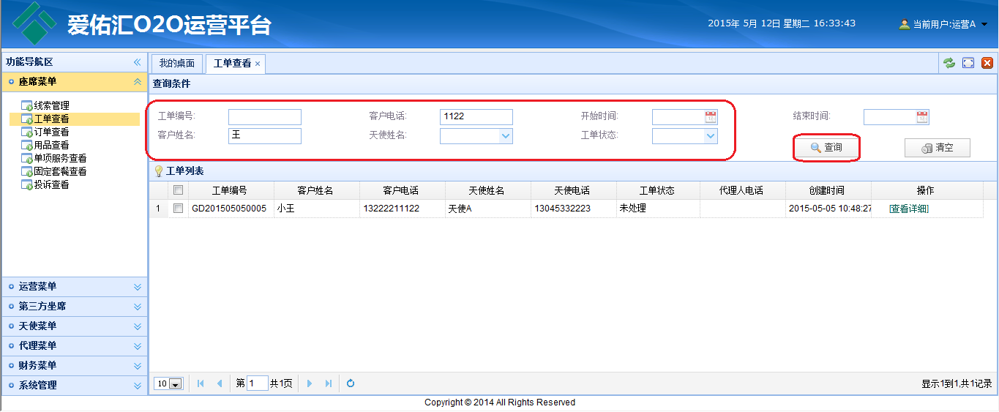 爱佑汇O2O运营平台
2015年 5月 12日 星期二 16:33:43
当前用户:运营A
功能导航区
我的桌面 工单查看
座席菜单
线索管理
工单查看
订单查看
用品查看
单项服务查看
固定套餐查看
投诉查看
运营菜单
第三方坐席
天使菜单
代理菜单
财务菜单
系统管理
查询条件
工单编号: 客户电话: 1122 开始时间: 结束时间:
客户姓名: 王 天使姓名: 工单状态:
查询 清空
工单列表
工单编号 客户姓名 客户电话 天使姓名 天使电话 工单状态 代理人电话 创建时间 操作
1 GD201505050005 小王 13222211122 天使A 13045332223 未处理 2015-05-05 10:48:27 [查看详细]
10 第 1 共1页 显示1到1,共1记录
Copyright © 2014 All Rights Reserved